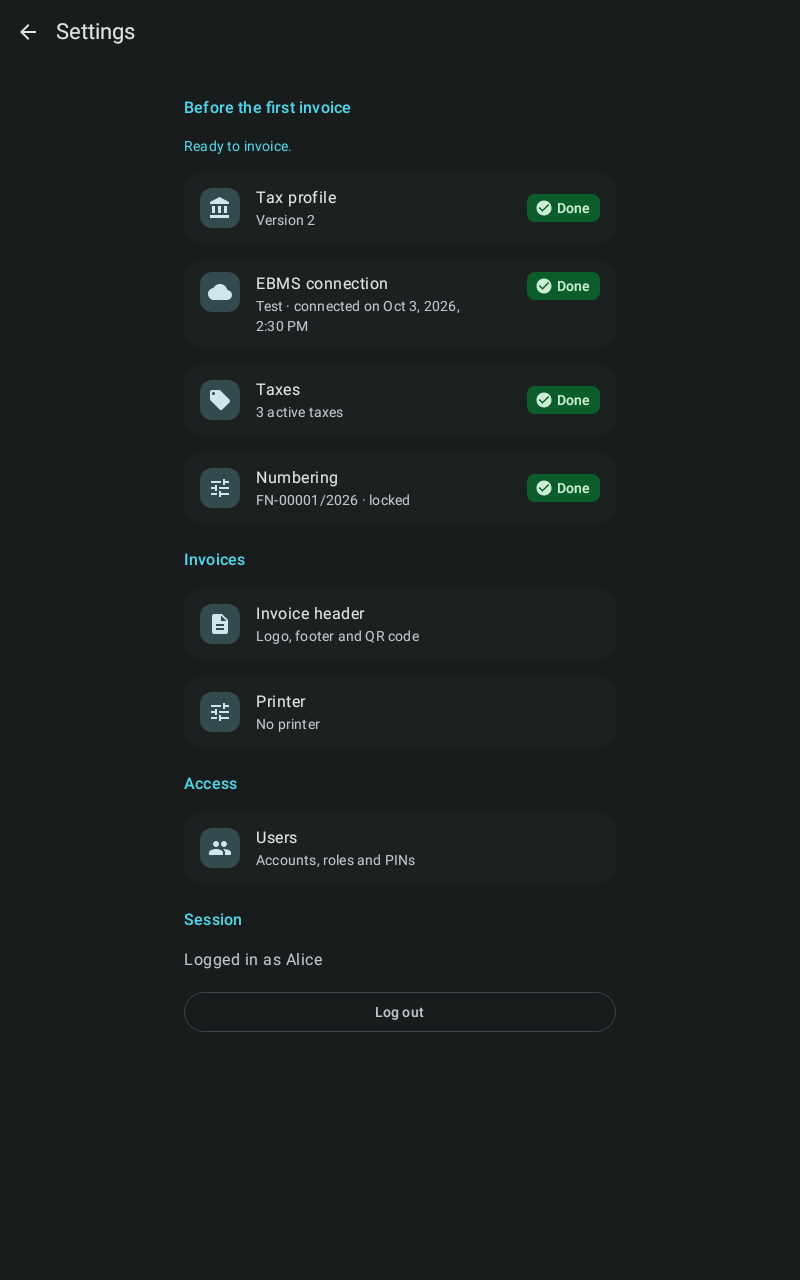 Settings
Before the first invoice
Ready to invoice.
Tax profile
Version 2
Done
EBMS connection
Test · connected on Oct 3, 2026,
2:30 PM
Done
Taxes
3 active taxes
Done
Numbering
FN-00001/2026 · locked
Done
Invoices
Invoice header
Logo, footer and QR code
Printer
No printer
Access
Users
Accounts, roles and PINs
Session
Logged in as Alice
Log out